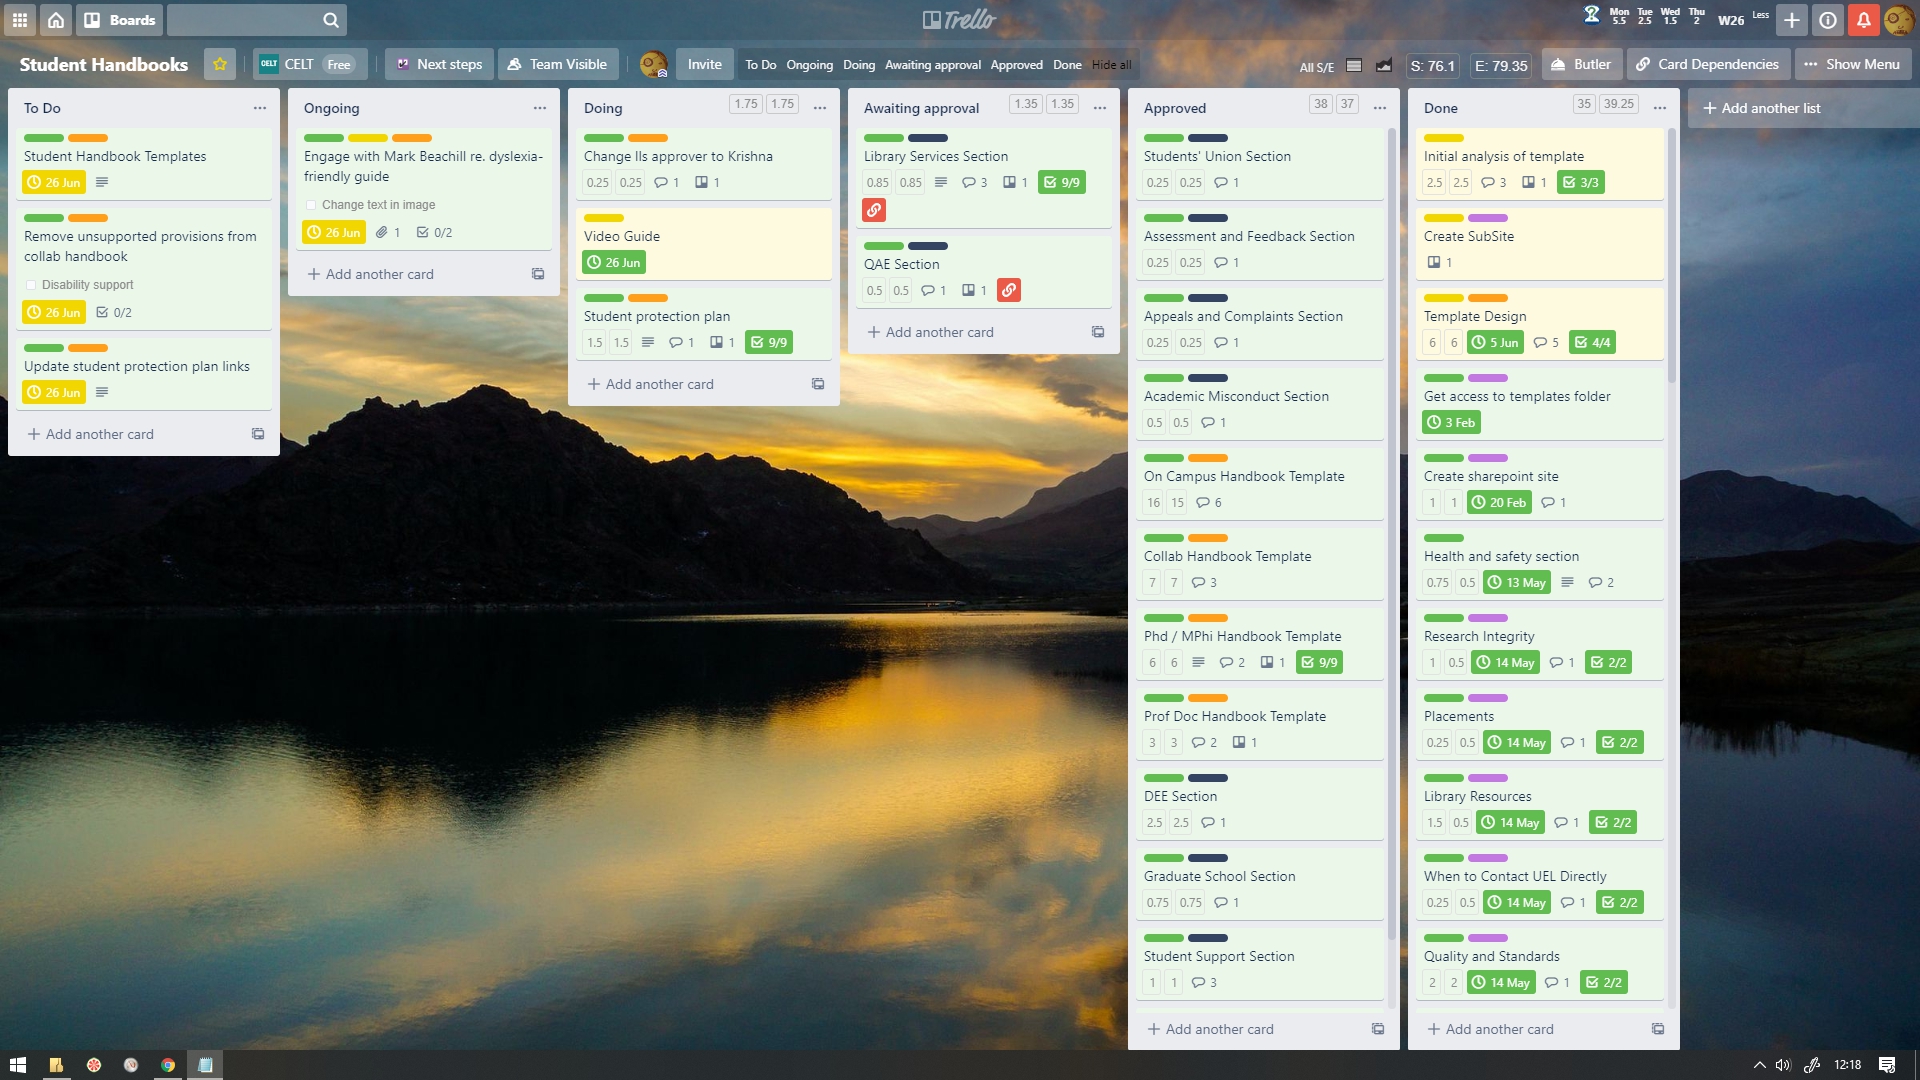 Boards
Trello
Mon Tue Wed Thu
5.5 2.5 1.5 2
W26
Less
Student Handbooks
CELT CELT Free
Next steps
Team Visible
Invite
To Do Ongoing Doing Awaiting approval Approved Done Hide all
All S/E
S: 76.1
E: 79.35
Butler
Card Dependencies
Show Menu
To Do
Student Handbook Templates
26 Jun
Remove unsupported provisions from
collab handbook
Disability support
26 Jun 0/2
Update student protection plan links
26 Jun
Add another card
Ongoing
Engage with Mark Beachill re. dyslexia-
friendly guide
Change text in image
26 Jun 1 0/2
Add another card
Doing 1.75 1.75
Change IIs approver to Krishna
0.25 0.25 1 1
Video Guide
26 Jun
Student protection plan
1.5 1.5 1 1 9/9
Add another card
Awaiting approval 1.35 1.35
Library Services Section
0.85 0.85 3 1 9/9
QAE Section
0.5 0.5 1 1
Add another card
Approved 38 37
Students' Union Section
0.25 0.25 1
Assessment and Feedback Section
0.25 0.25 1
Appeals and Complaints Section
0.25 0.25 1
Academic Misconduct Section
0.5 0.5 1
On Campus Handbook Template
16 15 6
Collab Handbook Template
7 7 3
Phd / MPhi Handbook Template
6 6 2 1 9/9
Prof Doc Handbook Template
3 3 2 1
DEE Section
2.5 2.5 1
Graduate School Section
0.75 0.75 1
Student Support Section
1 1 3
Add another card
Done 35 39.25
Initial analysis of template
2.5 2.5 3 1 3/3
Create SubSite
1
Template Design
6 6 5 Jun 5 4/4
Get access to templates folder
3 Feb
Create sharepoint site
1 1 20 Feb 1
Health and safety section
0.75 0.5 13 May 2
Research Integrity
1 0.5 14 May 1 2/2
Placements
0.25 0.5 14 May 1 2/2
Library Resources
1.5 0.5 14 May 1 2/2
When to Contact UEL Directly
0.25 0.5 14 May 1 2/2
Quality and Standards
2 2 14 May 1 2/2
Add another card
Add another list
12:18